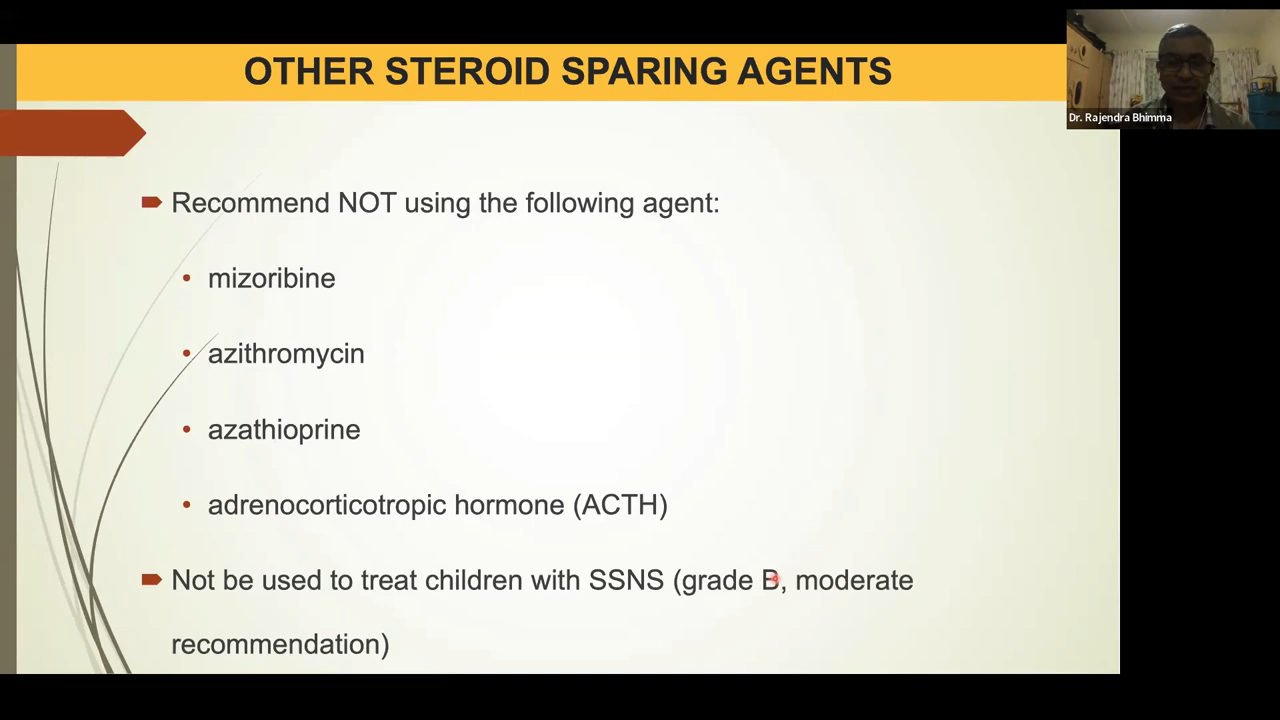 OTHER STEROID SPARING AGENTS
Dr. Rajendra Bhimma
Recommend NOT using the following agent:
mizoribine
azithromycin
azathioprine
adrenocorticotropic hormone (ACTH)
Not be used to treat children with SSNS (grade B, moderate
recommendation)